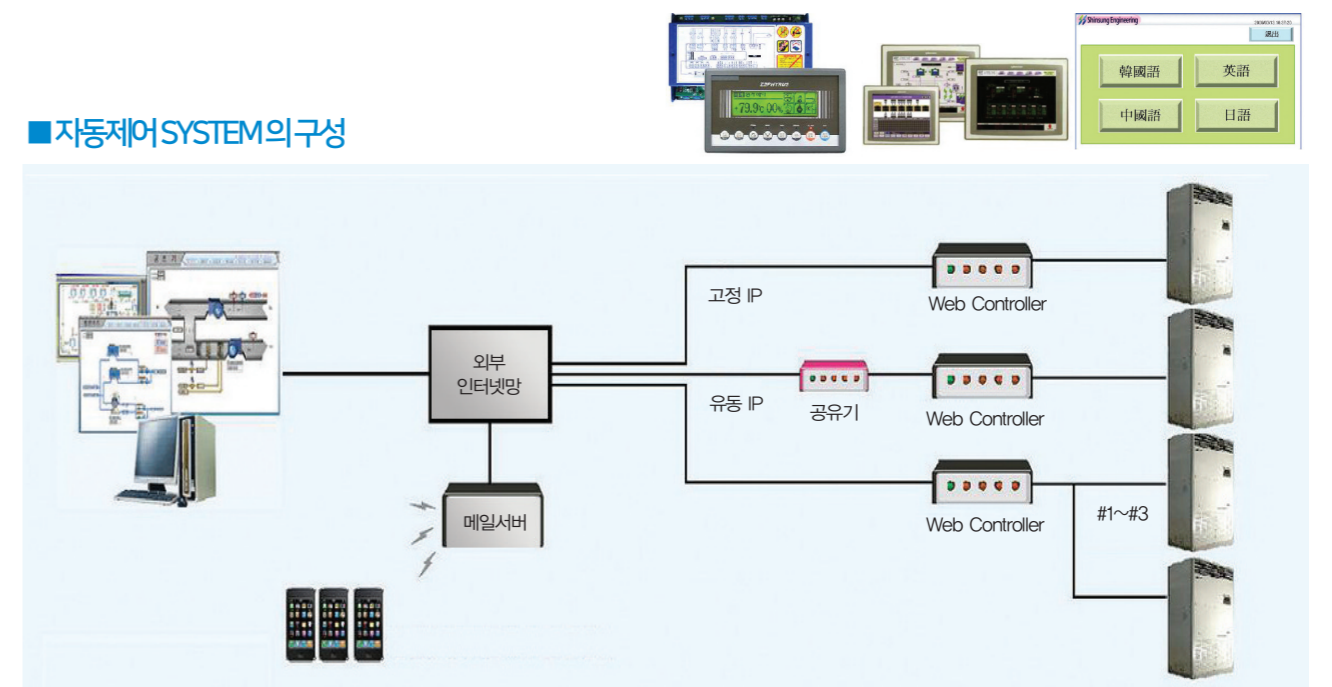 Shinsung Engineering
韓國語
英語
中國語
日語
■자동제어 SYSTEM의 구성
고정 IP
Web Controller
외부
인터넷망
유동 IP
공유기
Web Controller
메일서버
Web Controller
#1~#3